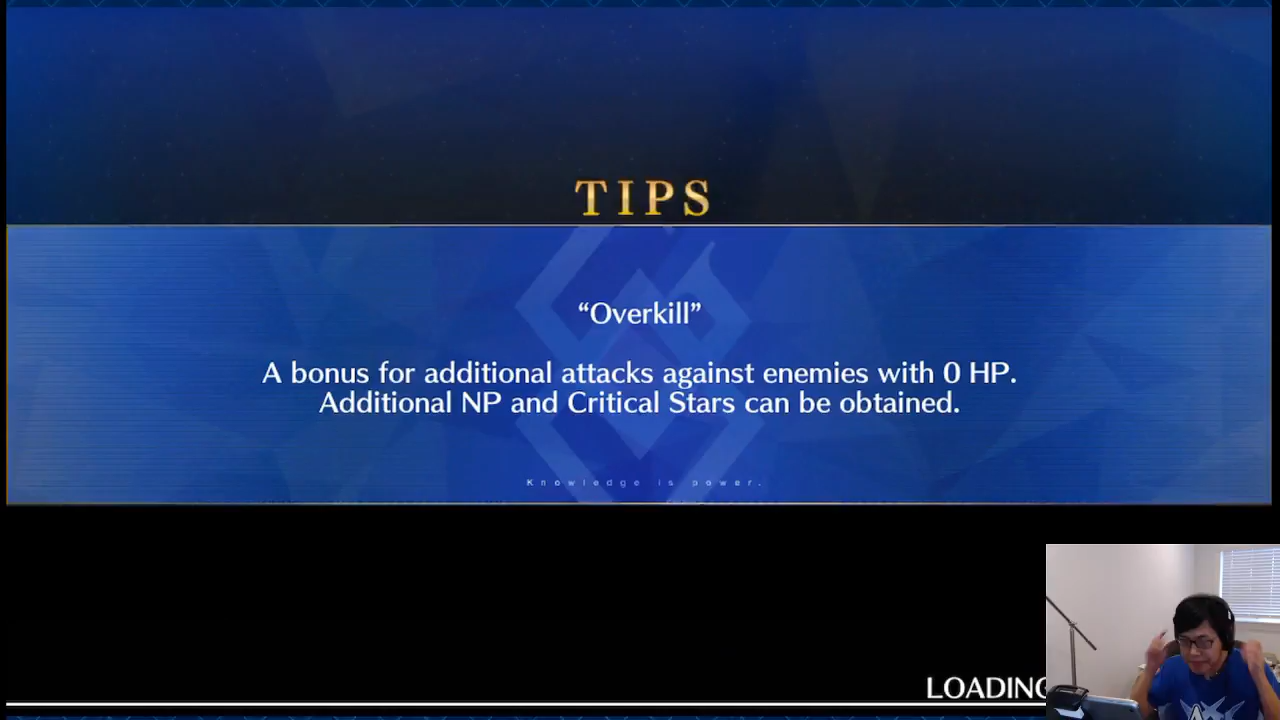 TIPS
“Overkill”
A bonus for additional attacks against enemies with 0 HP.
Additional NP and Critical Stars can be obtained.
Knowledge is power.
LOADING